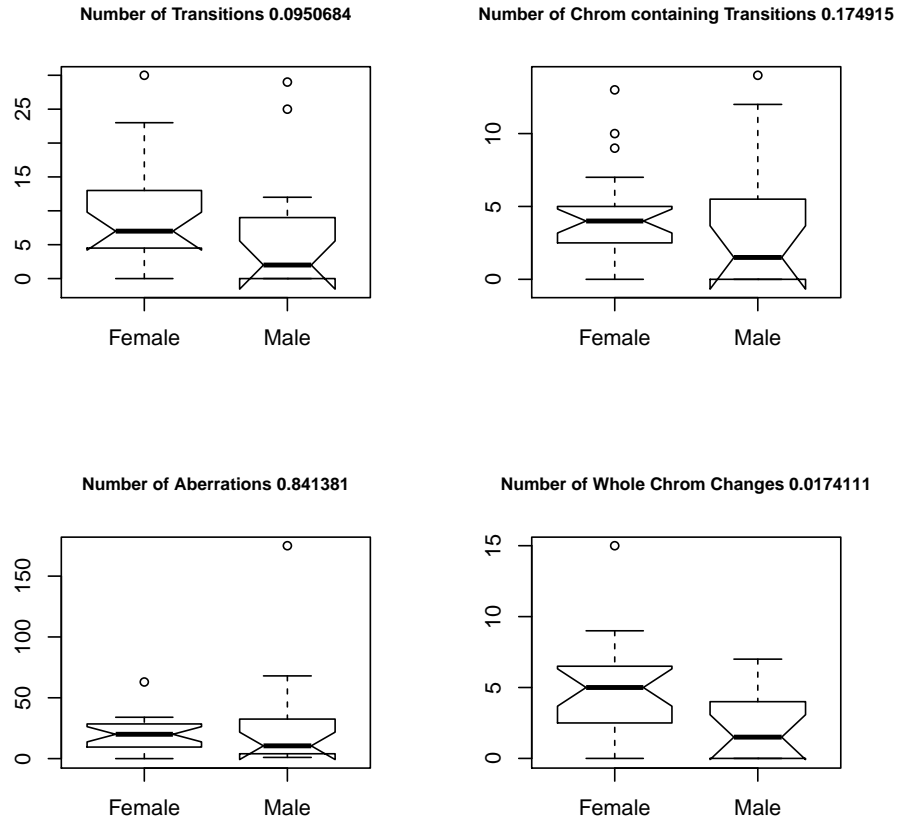 Number of Transitions 0.0950684
25
15
5
0
Female Male
Number of Chrom containing Transitions 0.174915
10
5
0
Female Male
Number of Aberrations 0.841381
150
100
50
0
Female Male
Number of Whole Chrom Changes 0.0174111
15
10
5
0
Female Male